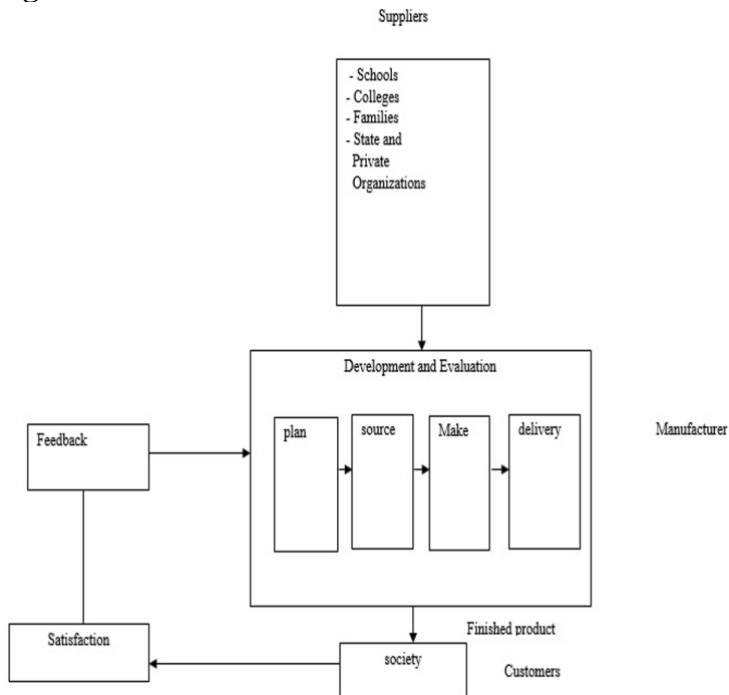 Suppliers
- Schools
- Colleges
- Families
- State and
Private
Organizations
Development and Evaluation
plan
source
Make
delivery
Manufacturer
Feedback
Finished product
Satisfaction
society
Customers